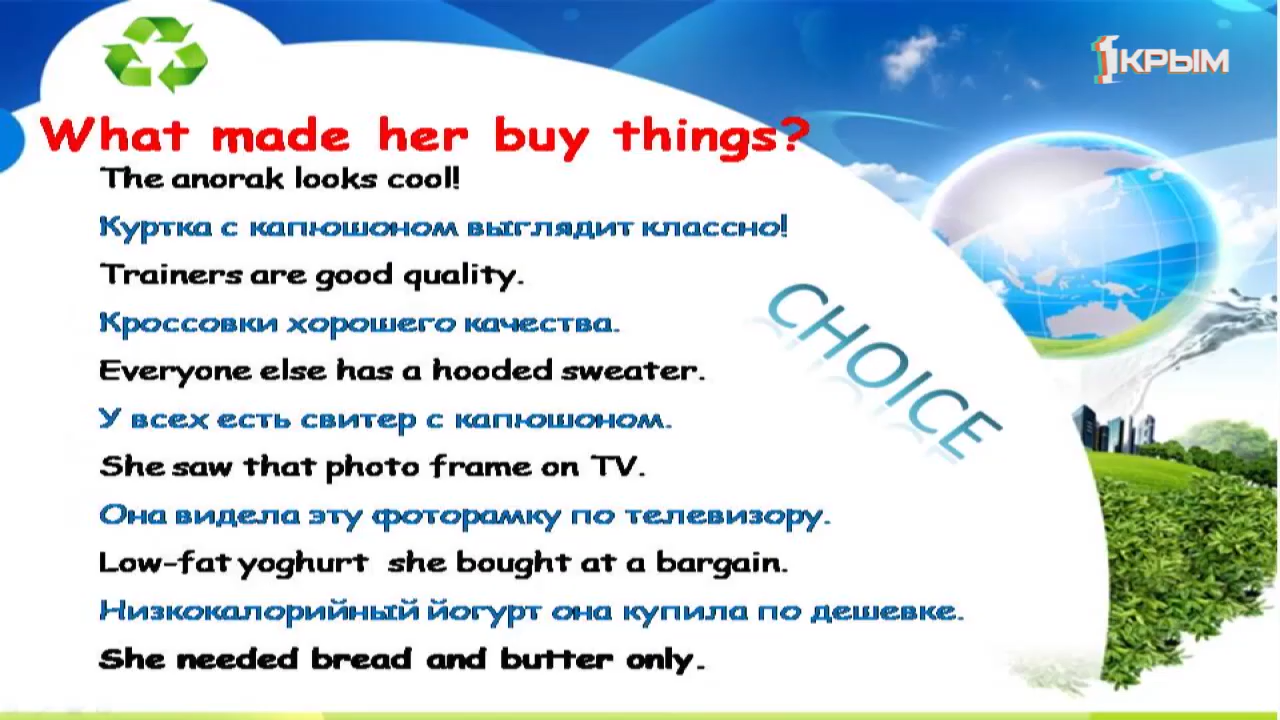 1КРЫМ
What made her buy things?
The anorak looks cool!
Куртка с капюшоном выглядит классно!
Trainers are good quality.
Кроссовки хорошего качества.
Everyone else has a hooded sweater.
У всех есть свитер с капюшоном.
She saw that photo frame on TV.
Она видела эту фоторамку по телевизору.
Low-fat yoghurt she bought at a bargain.
Низкокалорийный йогурт она купила по дешевке.
She needed bread and butter only.
CHOICE